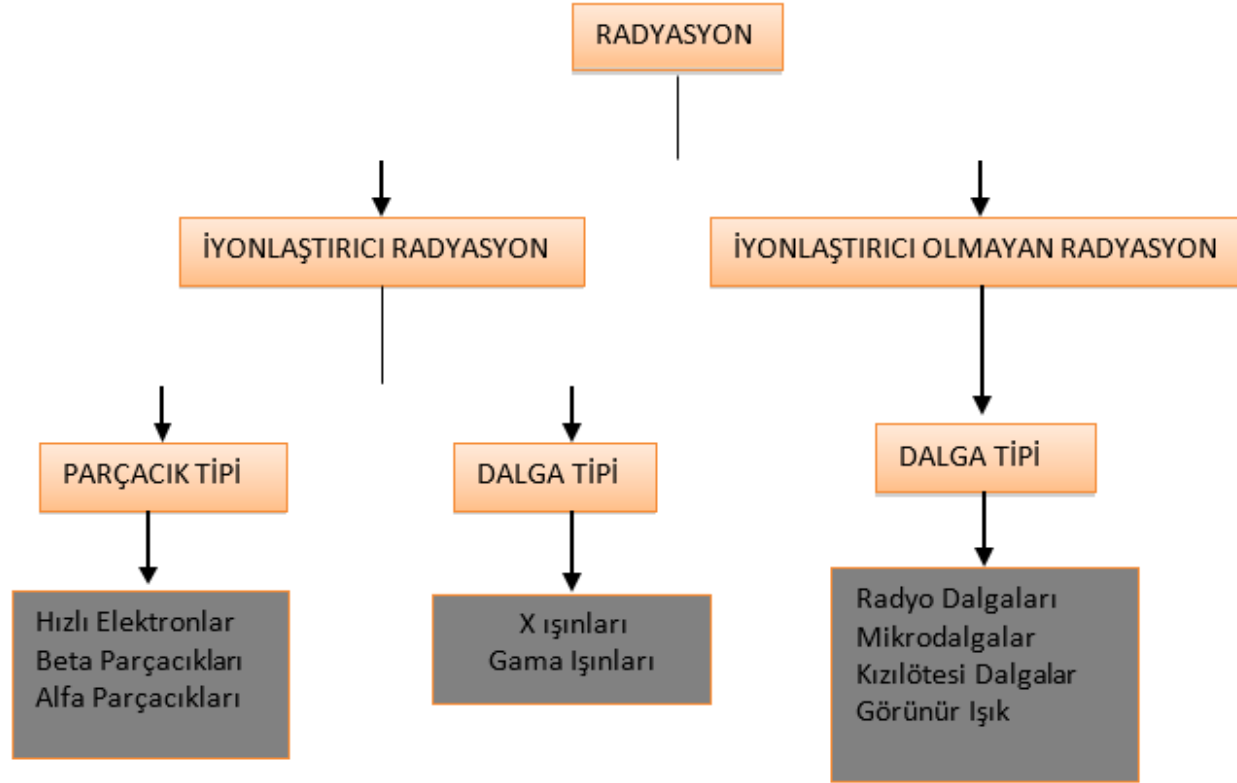 RADYASYON
İYONLAŞTIRICI RADYASYON
İYONLAŞTIRICI OLMAYAN RADYASYON
PARÇACIK TİPİ
DALGA TİPİ
DALGA TİPİ
Hızlı Elektronlar
Beta Parçacıkları
Alfa Parçacıkları
X ışınları
Gama Işınları
Radyo Dalgaları
Mikrodalgalar
Kızılötesi Dalgalar
Görünür Işık